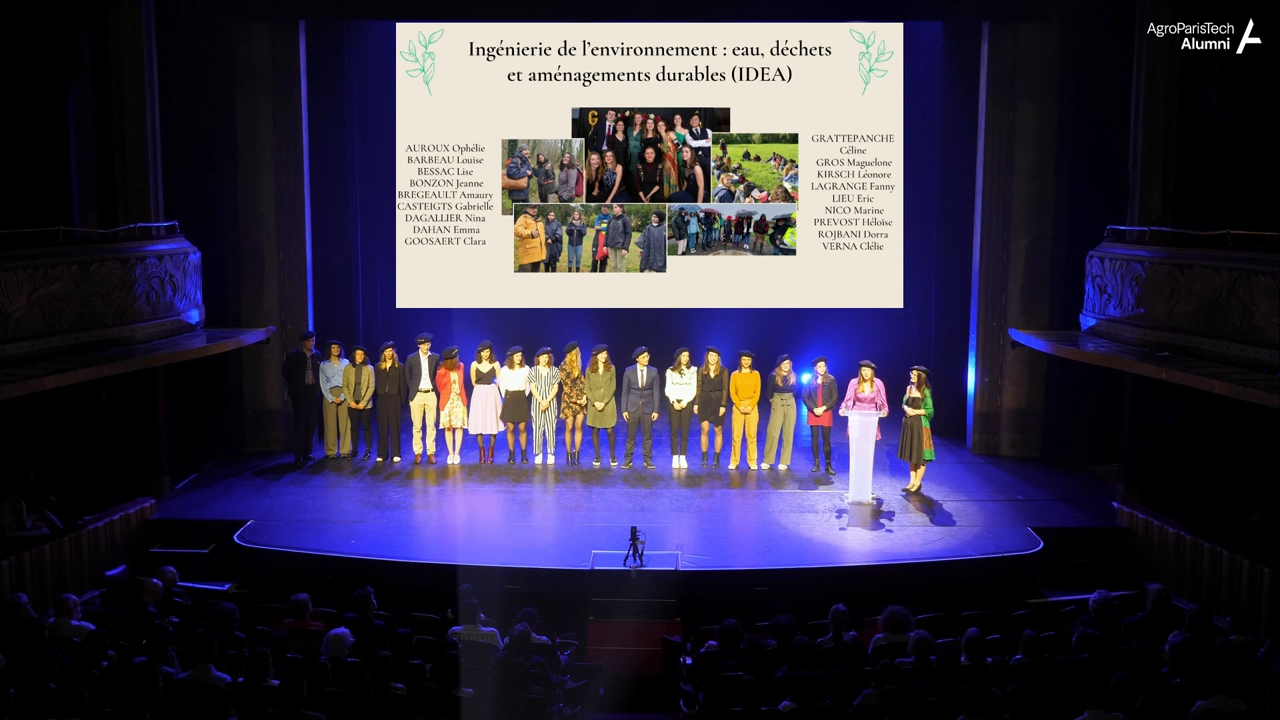 AgroParisTech
Alumni
Ingénierie de l'environnement : eau, déchets
et aménagements durables (IDEA)
AUROUX Ophélie
BARBEAU Louise
BESSAC Lise
BONZON Jeanne
BREGEAULT Amaury
CASTEIGTS Gabrielle
DAGALLIER Nina
DAHAN Emma
GOOSAERT Clara
GRATTEPANCHE
Céline
GROS Maguelone
KIRSCH Léonore
LAGRANGE Fanny
LIEU Eric
NICO Marine
PREVOST Héloïse
ROJBANI Dorra
VERNA Clélie